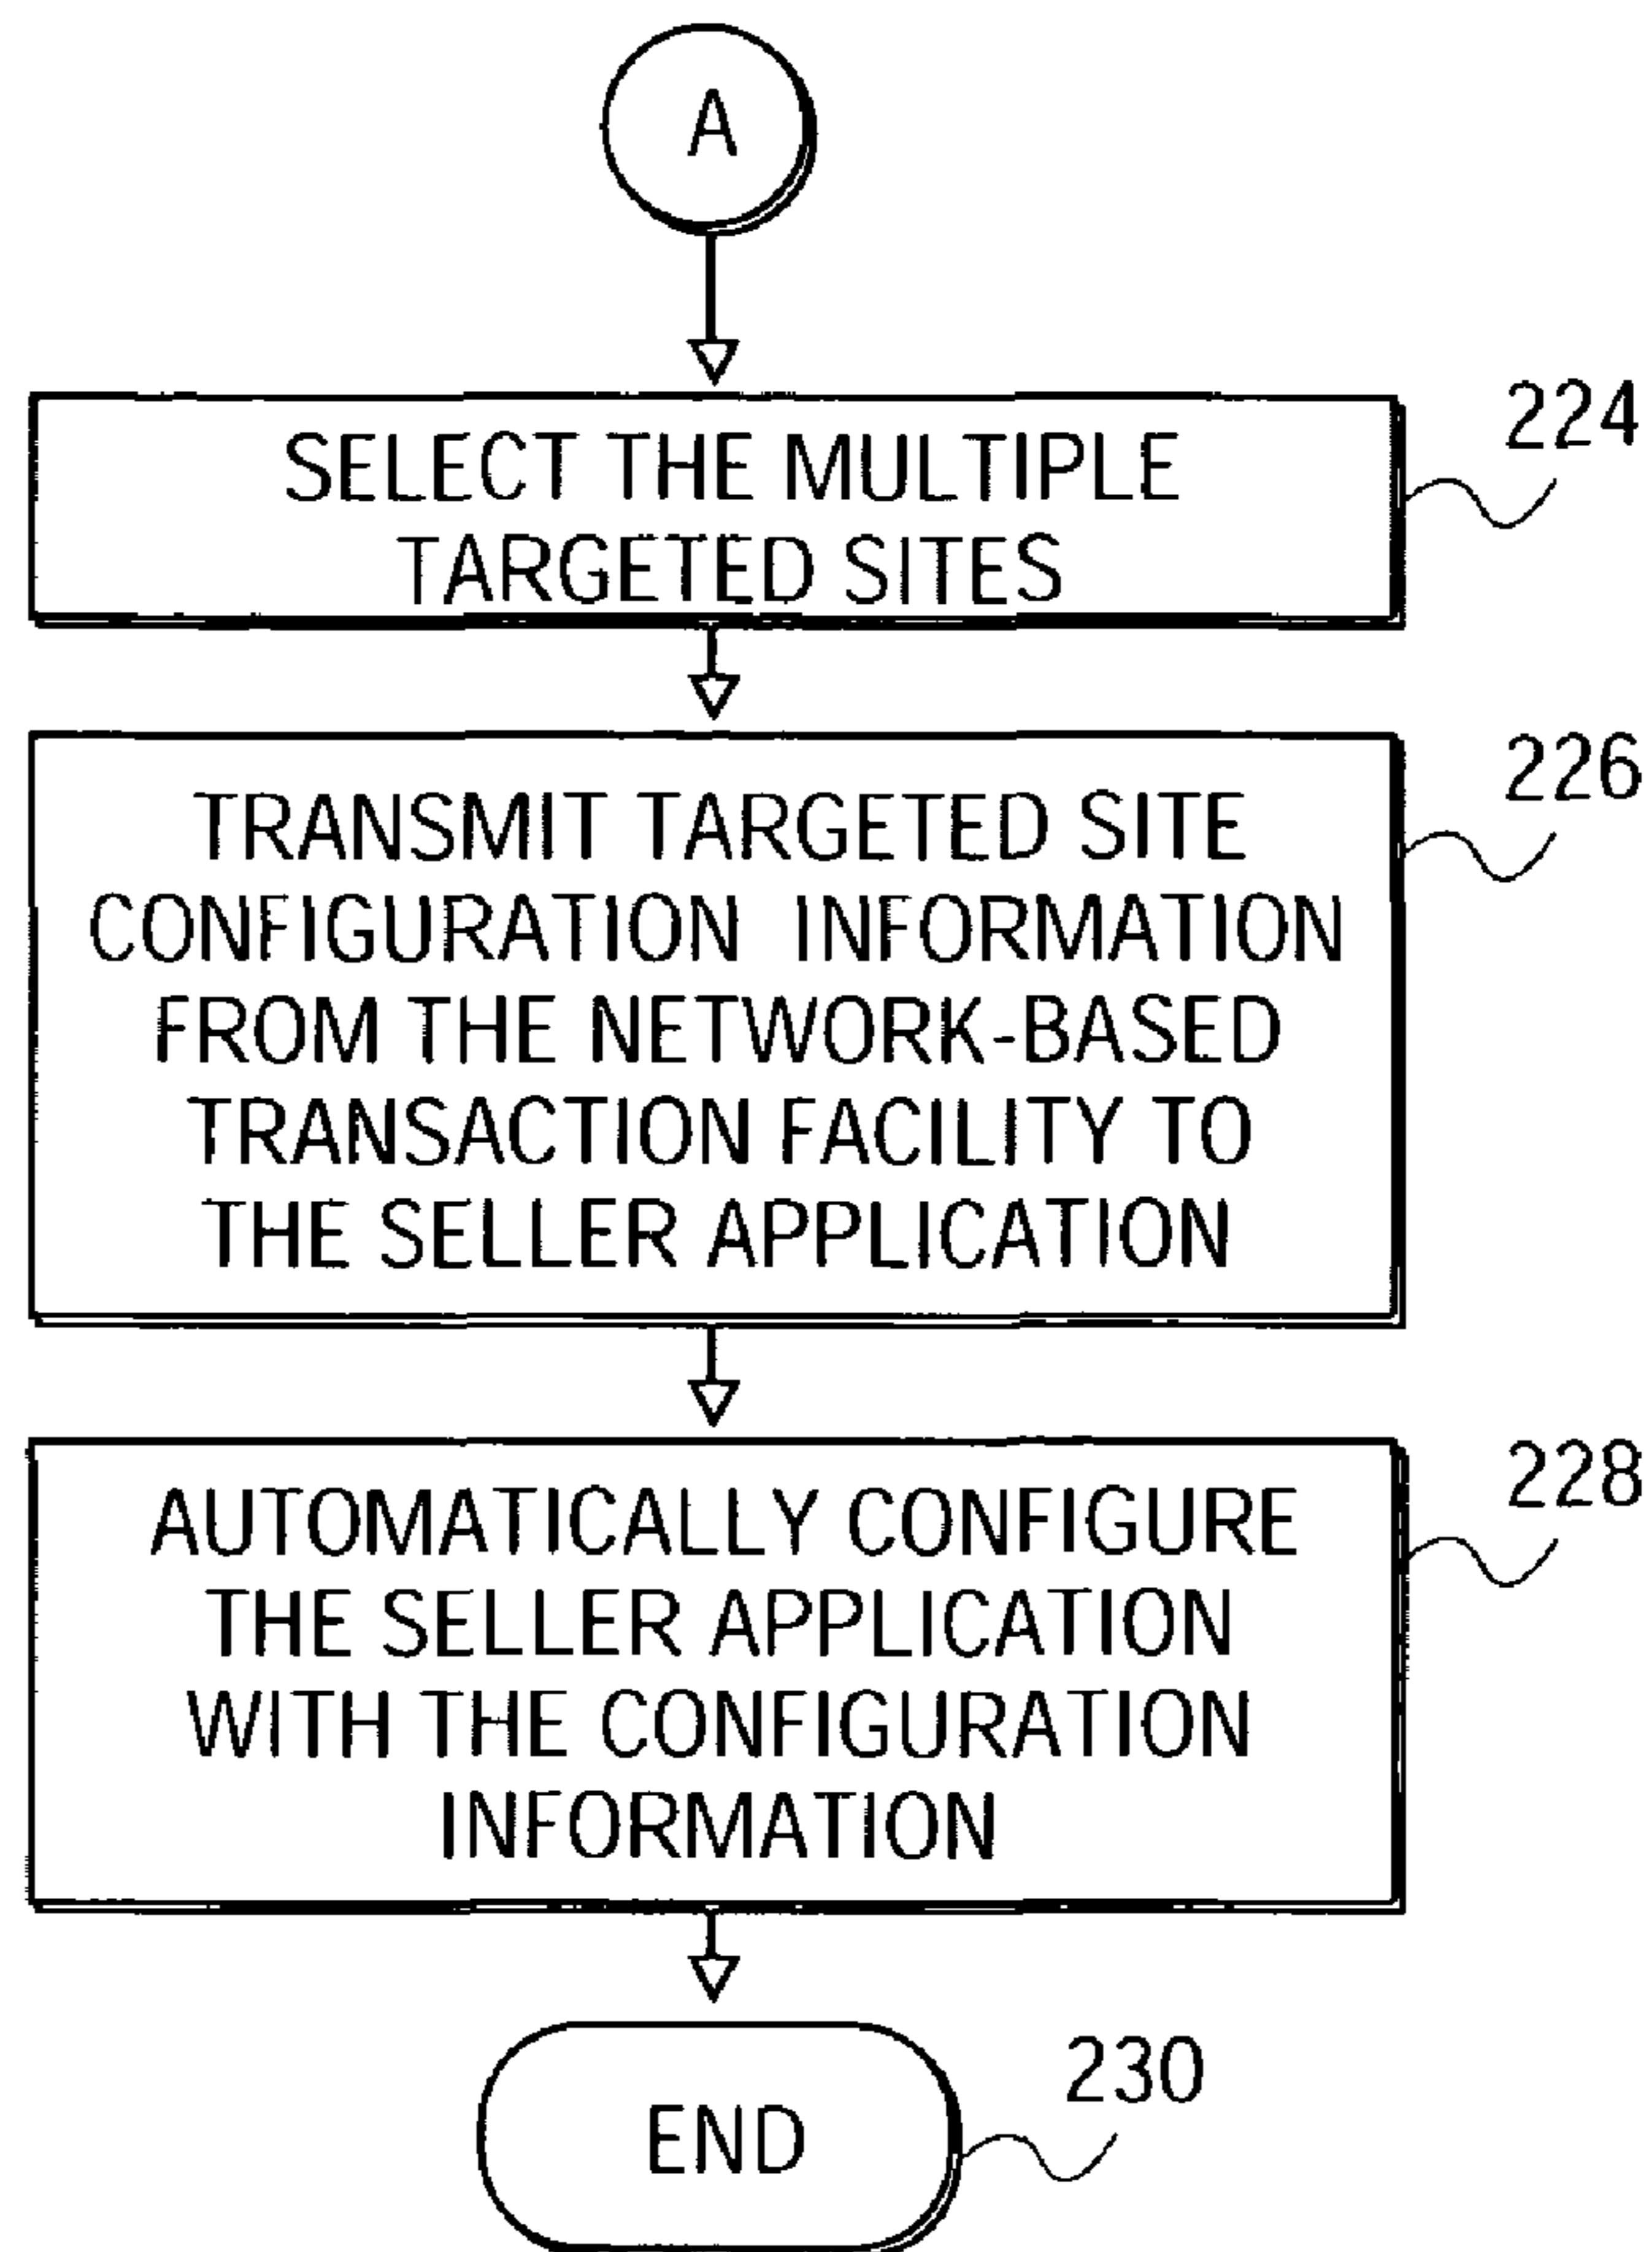 A
224
SELECT THE MULTIPLE
TARGETED SITES
226
TRANSMIT TARGETED SITE
CONFIGURATION INFORMATION
FROM THE NETWORK-BASED
TRANSACTION FACILITY TO
THE SELLER APPLICATION
228
AUTOMATICALLY CONFIGURE
THE SELLER APPLICATION
WITH THE CONFIGURATION
INFORMATION
230
END